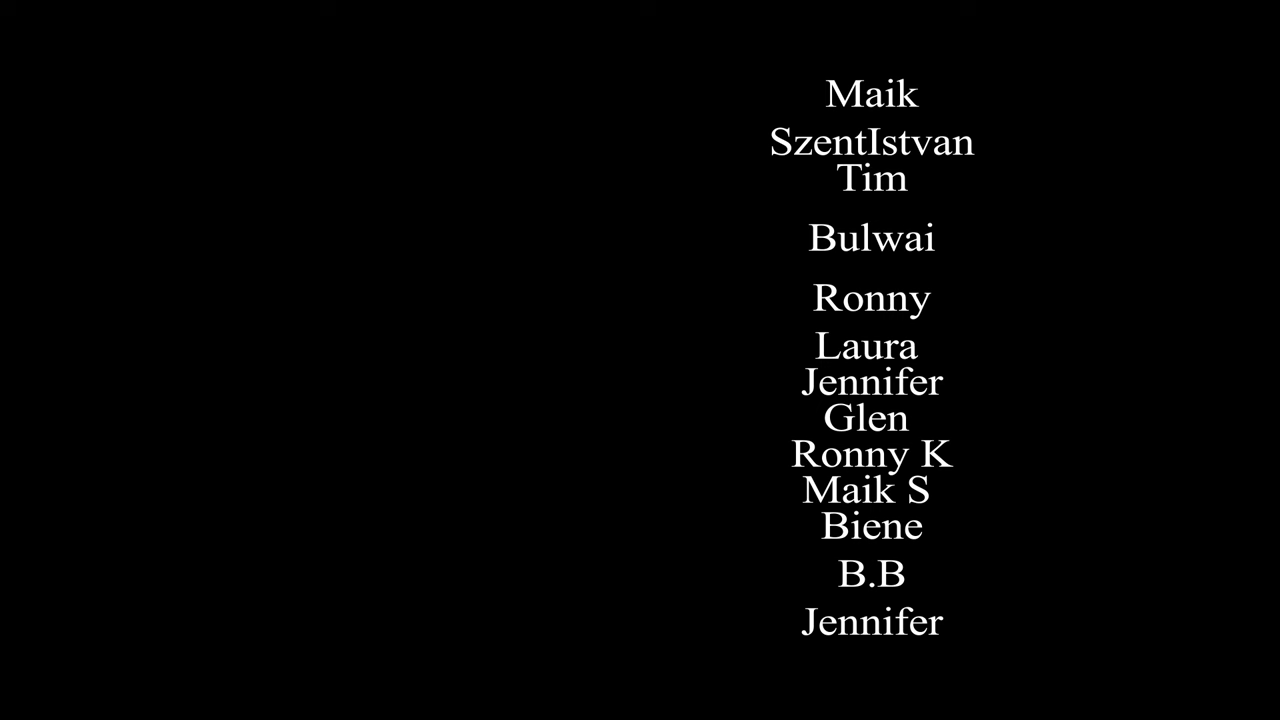 Maik
SzentIstvan
Tim
Bulwai
Ronny
Laura
Jennifer
Glen
Ronny K
Maik S
Biene
B.B
Jennifer